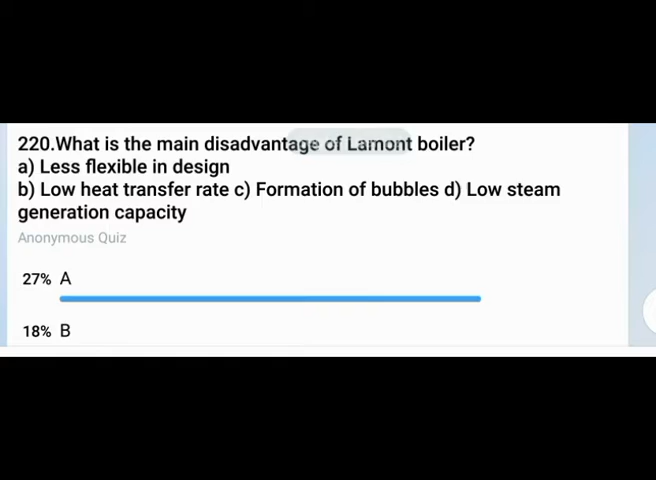 220.What is the main disadvantage of Lamont boiler?
a) Less flexible in design
b) Low heat transfer rate c) Formation of bubbles d) Low steam
generation capacity
Anonymous Quiz
27% A
18% B